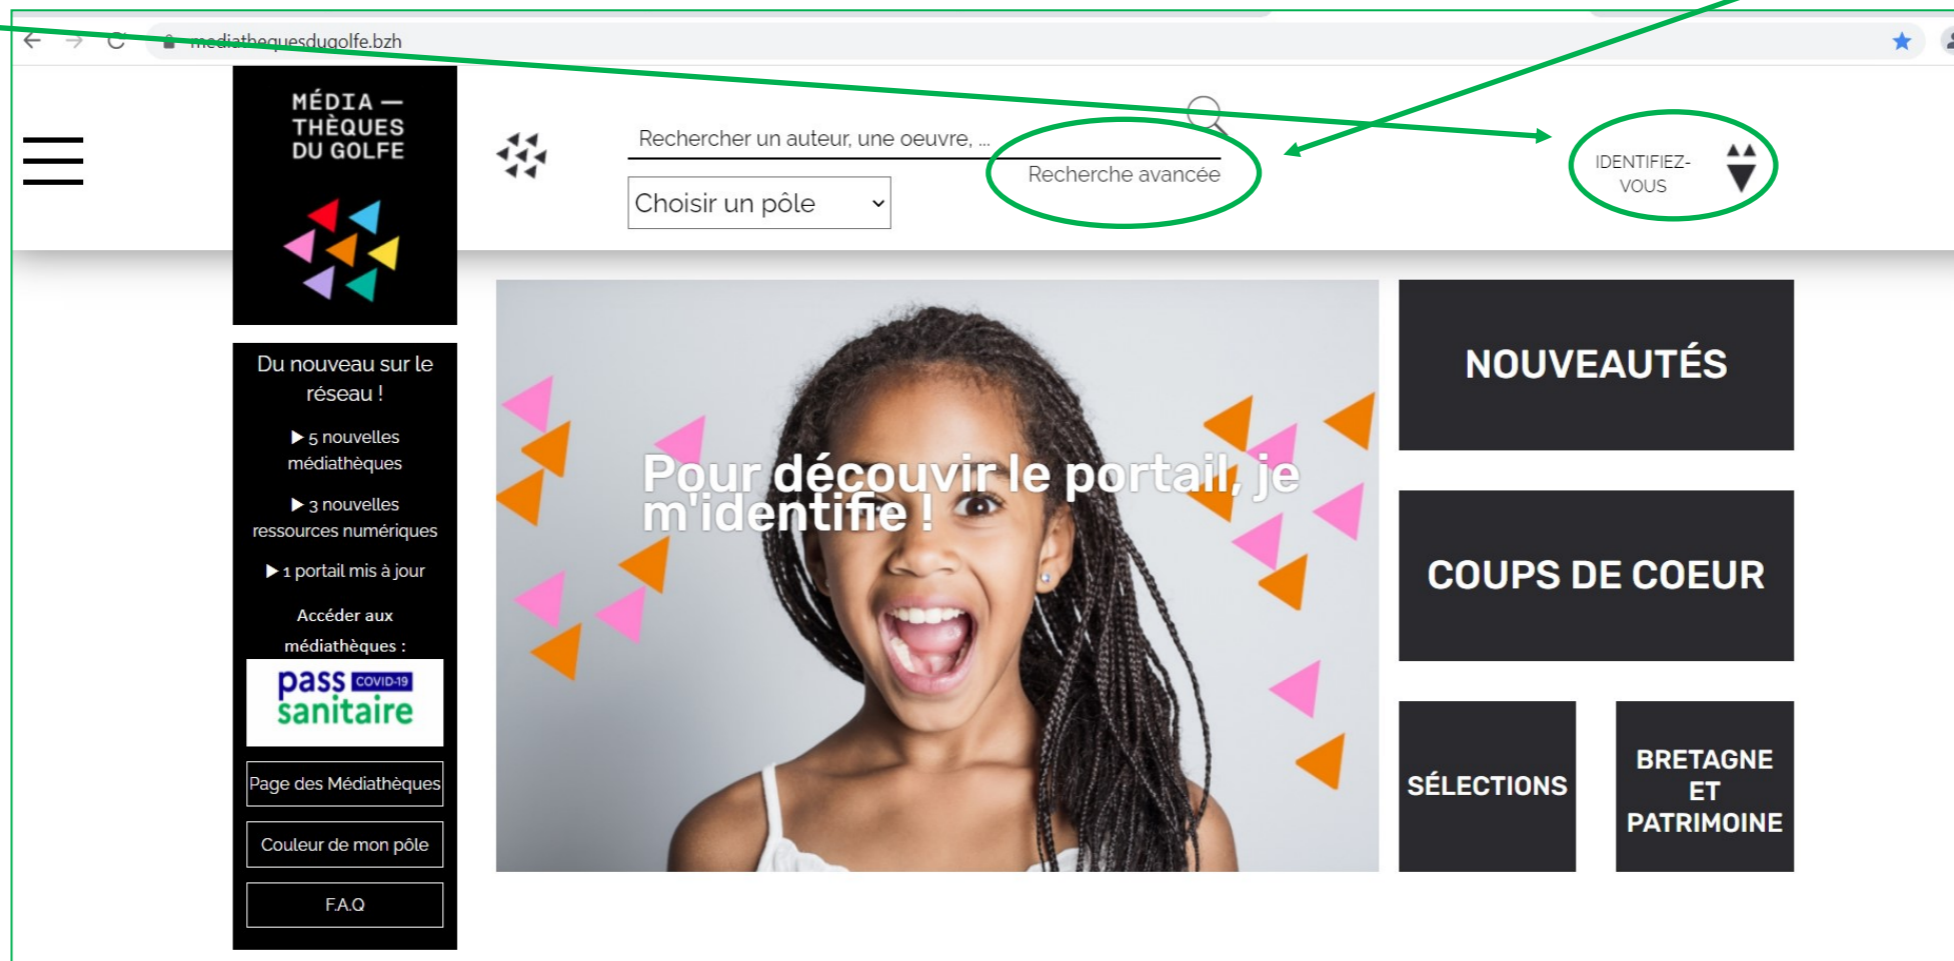 mediathequesdugolfe.bzh
MÉDIA —
THÈQUES
DU GOLFE
Rechercher un auteur, une oeuvre, ...
Recherche avancée
Choisir un pôle
IDENTIFIEZ-
VOUS
Du nouveau sur le
réseau !
▶ 5 nouvelles
médiathèques
▶ 3 nouvelles
ressources numériques
▶ 1 portail mis à jour
Accéder aux
médiathèques :
pass COVID-19
sanitaire
Page des Médiathèques
Couleur de mon pôle
F.A.Q
Pour découvir le portail, je
m'identifie !
NOUVEAUTÉS
COUPS DE COEUR
SÉLECTIONS
BRETAGNE
ET
PATRIMOINE